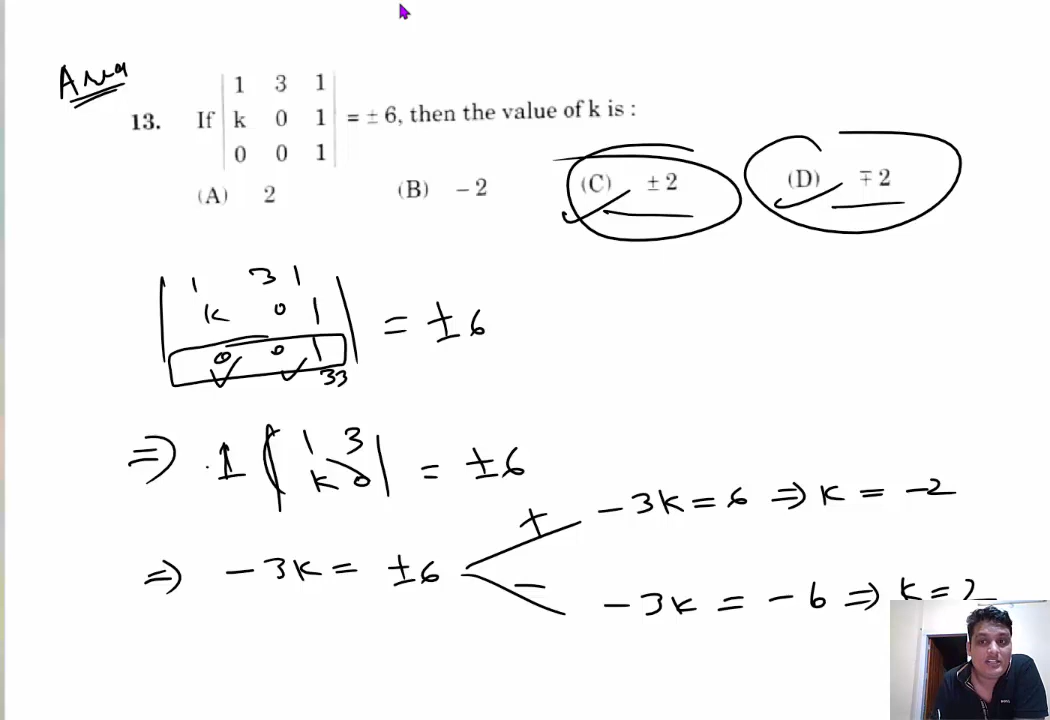 Area
13. If | 1 3 1 |
| k 0 1 | = ± 6, then the value of k is :
| 0 0 1 |
(A) 2 (B) - 2 (C) ± 2 (D) ∓ 2
| 1 3 1 |
| k 0 1 | = ±6
| 0 0 1 |
33
⇒ 1 | 1 3 |
| k 0 | = ±6
⇒ -3k = ±6
+ -3k = 6 ⇒ k = -2
- -3k = -6 ⇒ k = 2